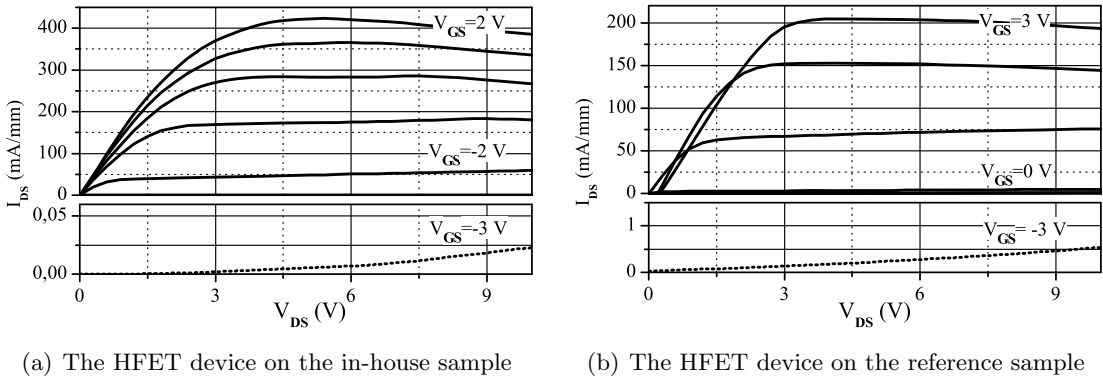 400
300
200
100
0
I_DS (mA/mm)
V_GS=2 V
V_GS=-2 V
0,05
0,00
V_GS=-3 V
0 3 6 9
V_DS (V)
(a) The HFET device on the in-house sample
200
150
100
50
0
I_DS (mA/mm)
V_GS=3 V
V_GS=0 V
1
0
V_GS= -3 V
0 3 6 9
V_DS (V)
(b) The HFET device on the reference sample